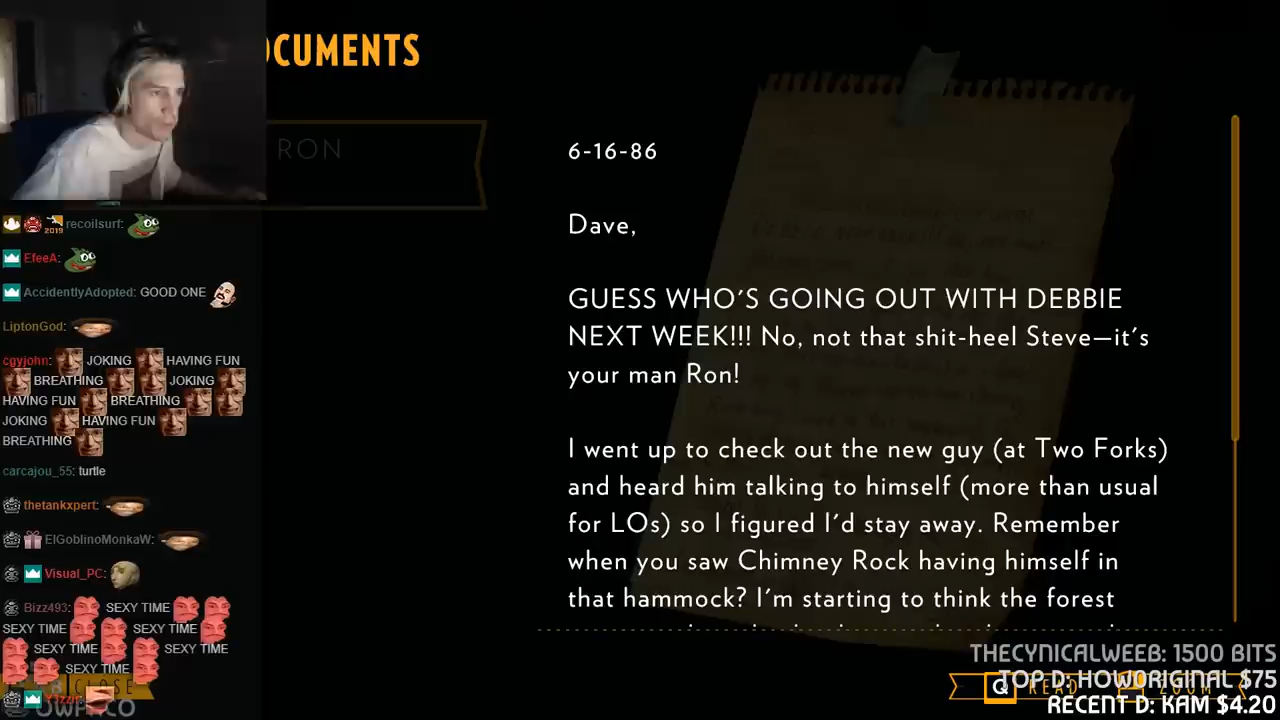 OCUMENTS
RON
6-16-86
Dave,
GUESS WHO'S GOING OUT WITH DEBBIE
NEXT WEEK!!! No, not that shit-heel Steve—it's
your man Ron!
I went up to check out the new guy (at Two Forks)
and heard him talking to himself (more than usual
for LOs) so I figured I'd stay away. Remember
when you saw Chimney Rock having himself in
that hammock? I'm starting to think the forest
2019 recoilsurf:
EfeeA:
AccidentlyAdopted: GOOD ONE
LiptonGod:
cgyjohn: JOKING HAVING FUN
BREATHING JOKING
HAVING FUN BREATHING
JOKING HAVING FUN
BREATHING
carcajou_55: turtle
thetankxpert:
ElGoblinoMonkaW:
Visual_PC:
Bizz493: SEXY TIME
SEXY TIME SEXY TIME
SEXY TIME SEXY TIME
SEXY TIME
CLOSE
THECYNICALWEEB: 1500 BITS
TOP D: HOWORIGINAL $75
RECENT D: KAM $4.20
Q READ
ZOOM